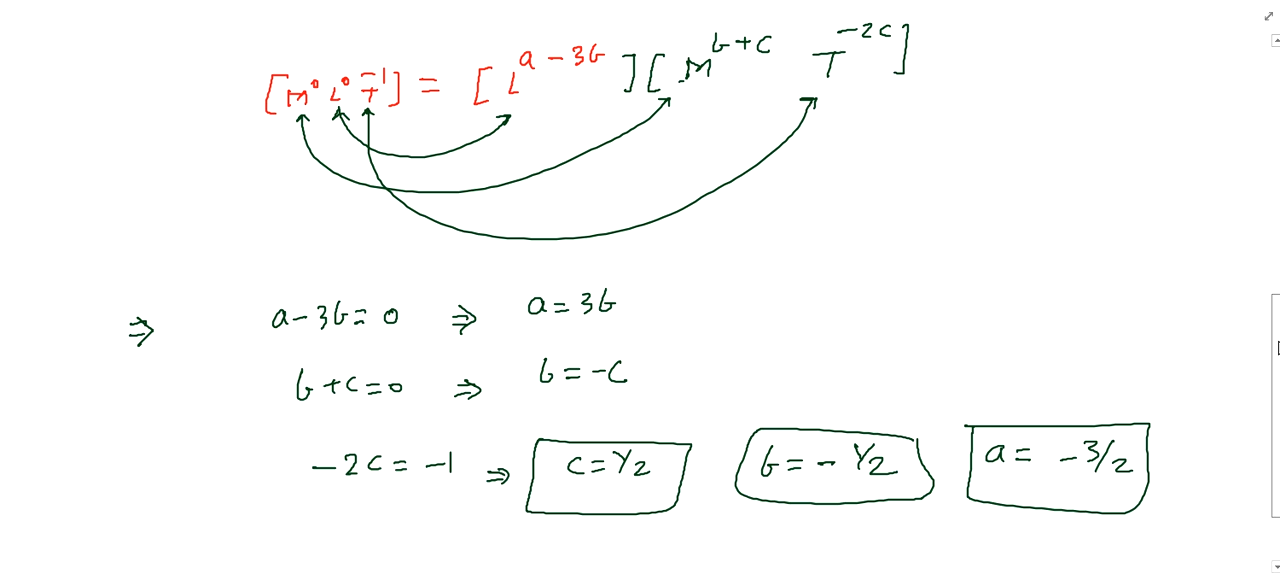 [M⁰ L⁰ T⁻¹] = [L^{a-3b}][M^{b+c} T^{-2c}]
⇒ a-3b=0 ⇒ a=3b
b+c=0 ⇒ b=-c
-2c=-1 ⇒ c=1/2 b=-1/2 a=-3/2